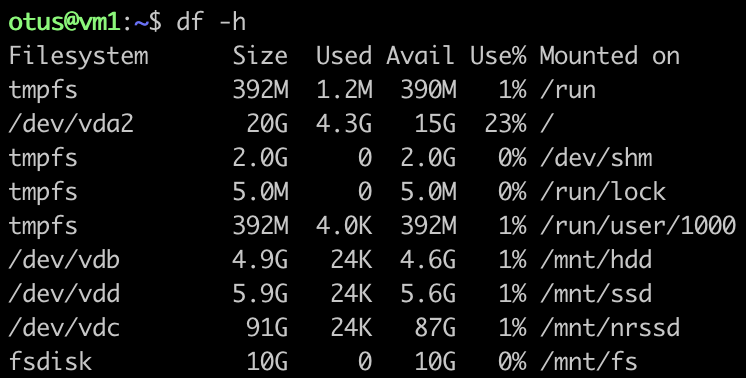 otus@vm1:~$ df -h
Filesystem      Size  Used Avail Use% Mounted on
tmpfs           392M  1.2M  390M   1% /run
/dev/vda2        20G  4.3G   15G  23% /
tmpfs           2.0G     0  2.0G   0% /dev/shm
tmpfs           5.0M     0  5.0M   0% /run/lock
tmpfs           392M  4.0K  392M   1% /run/user/1000
/dev/vdb        4.9G   24K  4.6G   1% /mnt/hdd
/dev/vdd        5.9G   24K  5.6G   1% /mnt/ssd
/dev/vdc         91G   24K   87G   1% /mnt/nrssd
fsdisk           10G     0   10G   0% /mnt/fs